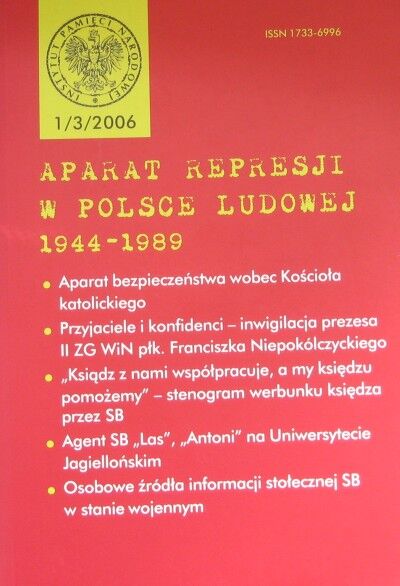 ISSN 1733-6996
INSTYTUT PAMIĘCI NARODOWEJ
1/3/2006
APARAT REPRESJI
W POLSCE LUDOWEJ
1944-1989
• Aparat bezpieczeństwa wobec Kościoła
katolickiego
• Przyjaciele i konfidenci – inwigilacja prezesa
II ZG WiN płk. Franciszka Niepokólczyckiego
• „Ksiądz z nami współpracuje, a my księdzu
pomożemy” – stenogram werbunku księdza
przez SB
• Agent SB „Las”, „Antoni” na Uniwersytecie
Jagiellońskim
• Osobowe źródła informacji stołecznej SB
w stanie wojennym